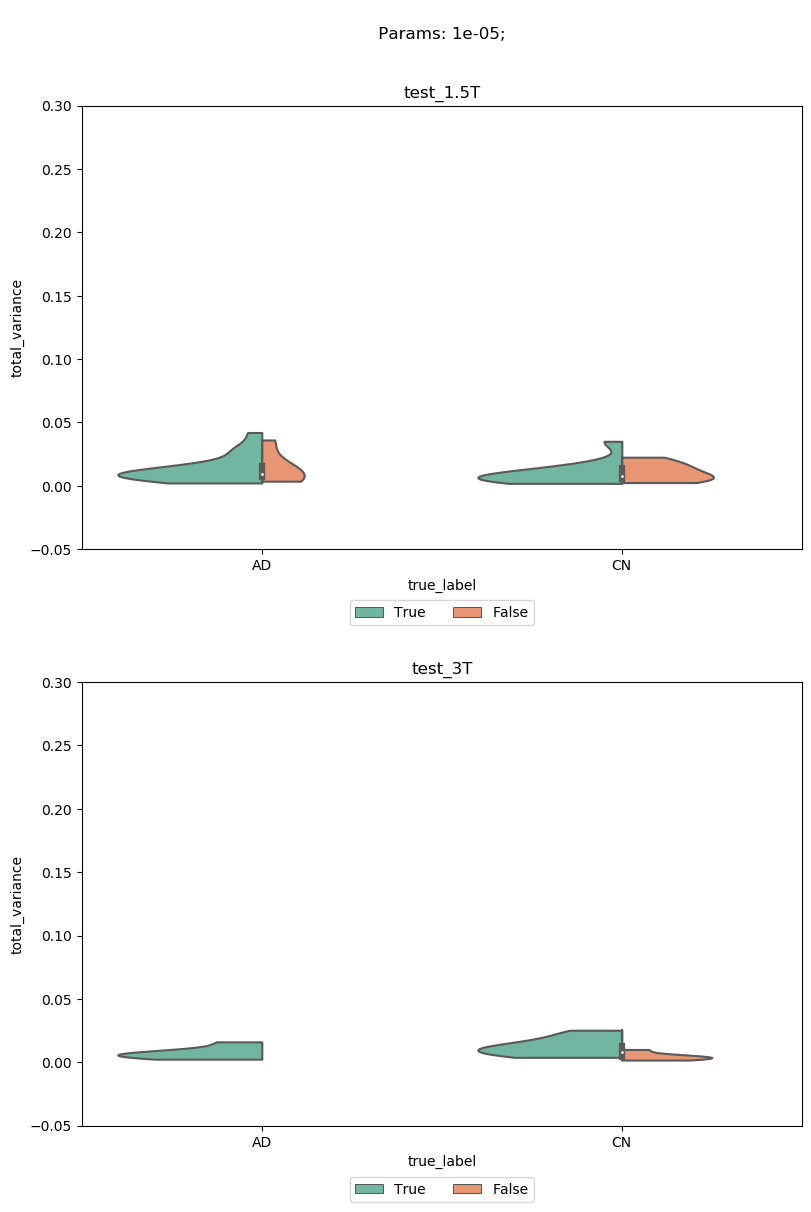 Params: 1e-05;
test_1.5T
0.30
0.25
0.20
0.15
0.10
0.05
0.00
−0.05
total_variance
AD CN
true_label
True False
test_3T
0.30
0.25
0.20
0.15
0.10
0.05
0.00
−0.05
total_variance
AD CN
true_label
True False